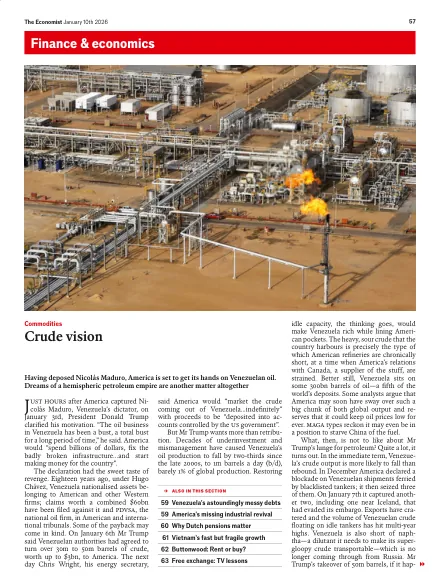 The Economist January 10th 2026
57
Finance & economics
Commodities
Crude vision
Having deposed Nicolás Maduro, America is set to get its hands on Venezuelan oil.
Dreams of a hemispheric petroleum empire are another matter altogether
JUST HOURS after America captured Ni-
colás Maduro, Venezuela's dictator, on
January 3rd, President Donald Trump
clarified his motivation. “The oil business
in Venezuela has been a bust, a total bust
for a long period of time,” he said. America
would “spend billions of dollars, fix the
badly broken infrastructure...and start
making money for the country”.
The declaration had the sweet taste of
revenge. Eighteen years ago, under Hugo
Chávez, Venezuela nationalised assets be-
longing to American and other Western
firms; claims worth a combined $60bn
have been filed against it and PDVSA, the
national oil firm, in American and interna-
tional tribunals. Some of the payback may
come in kind. On January 6th Mr Trump
said Venezuelan authorities had agreed to
turn over 30m to 50m barrels of crude,
worth up to $3bn, to America. The next
day Chris Wright, his energy secretary,
said America would “market the crude
coming out of Venezuela...indefinitely”
with proceeds to be “deposited into ac-
counts controlled by the US government”.
But Mr Trump wants more than retribu-
tion. Decades of underinvestment and
mismanagement have caused Venezuela's
oil production to fall by two-thirds since
the late 2000s, to 1m barrels a day (b/d),
barely 1% of global production. Restoring
→ ALSO IN THIS SECTION
59 Venezuela's astoundingly messy debts
59 America's missing industrial revival
60 Why Dutch pensions matter
61 Vietnam's fast but fragile growth
62 Buttonwood: Rent or buy?
63 Free exchange: TV lessons
idle capacity, the thinking goes, would
make Venezuela rich while lining Ameri-
can pockets. The heavy, sour crude that the
country harbours is precisely the type of
which American refineries are chronically
short, at a time when America's relations
with Canada, a supplier of the stuff, are
strained. Better still, Venezuela sits on
some 300bn barrels of oil—a fifth of the
world's deposits. Some analysts argue that
America may soon have sway over such a
big chunk of both global output and re-
serves that it could keep oil prices low for
ever. MAGA types reckon it may even be in
a position to starve China of the fuel.
What, then, is not to like about Mr
Trump's hunge for petroleum? Quite a lot, it
turns out. In the immediate term, Venezue-
la's crude output is more likely to fall than
rebound. In December America declared a
blockade on Venezuelan shipments ferried
by blacklisted tankers; it then seized three
of them. On January 7th it captured anoth-
er two, including one near Iceland, that
had evaded its embargo. Exports have cra-
tered and the volume of Venezuelan crude
floating on idle tankers has hit multi-year
highs. Venezuela is also short of naph-
tha—a diluant it needs to make its super-
gloopy crude transportable—which is no
longer coming through from Russia. Mr
Trump's takeover of 50m barrels, if it hap-